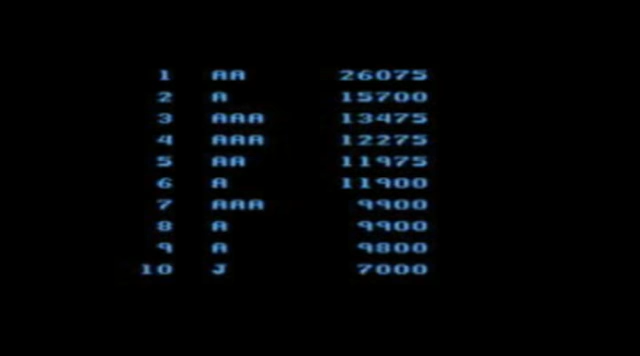 1 AA 26075
2 A 15700
3 AAA 13475
4 AAA 12275
5 AA 11975
6 A 11900
7 AAA 9900
8 A 9900
9 A 9800
10 J 7000